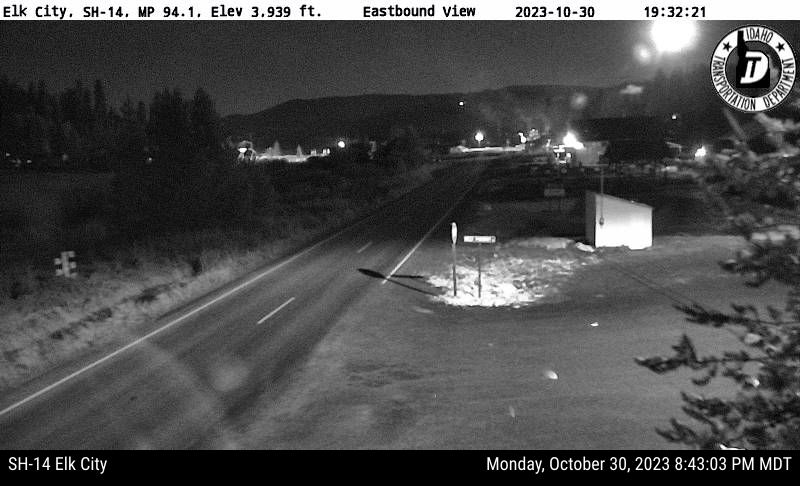 Elk City, SH-14, MP 94.1, Elev 3,939 ft. Eastbound View 2023-10-30 19:32:21
IDAHO
TRANSPORTATION DEPARTMENT
SH-14 Elk City Monday, October 30, 2023 8:43:03 PM MDT